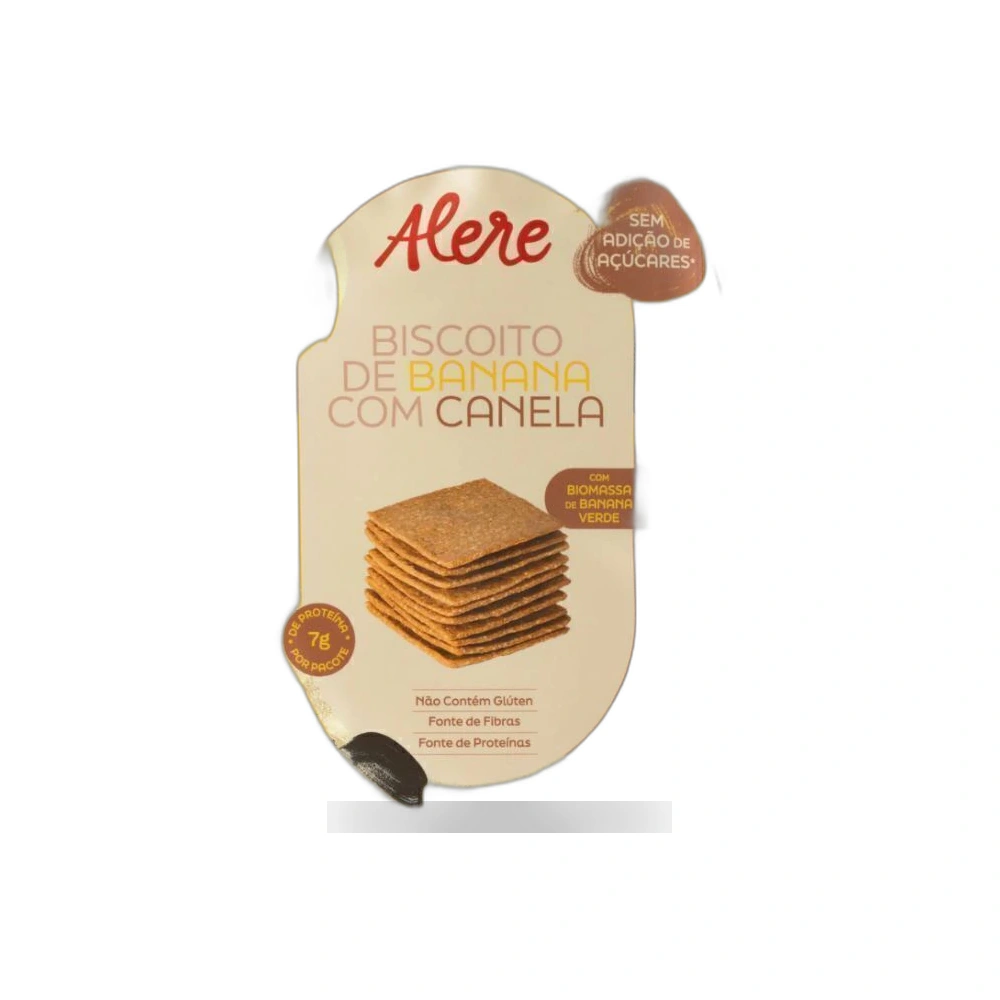 Alere
SEM
ADIÇÃO DE
AÇÚCARES*
BISCOITO
DE BANANA
COM CANELA
COM
BIOMASSA
DE BANANA
VERDE
DE PROTEÍNA
7g
POR PACOTE
Não Contém Glúten
Fonte de Fibras
Fonte de Proteínas